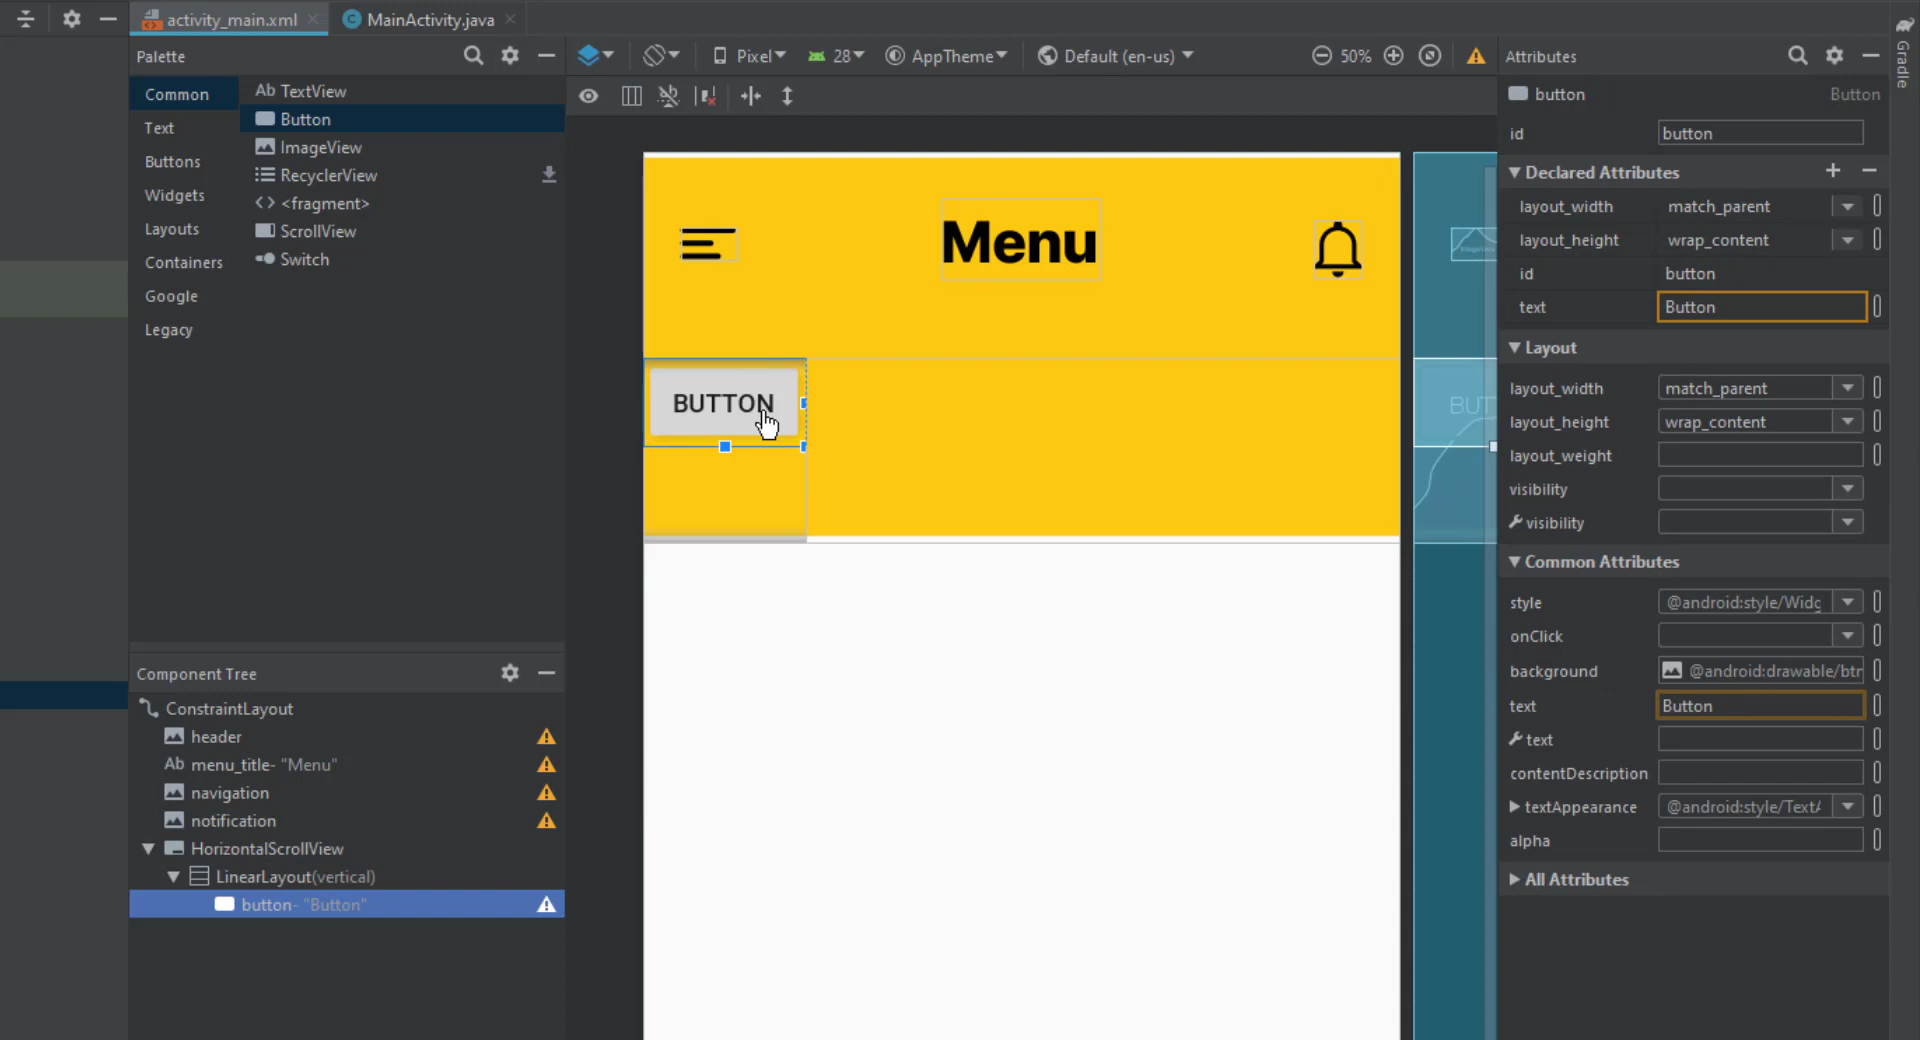 activity_main.xml
MainActivity.java
Gradle
Palette
Pixel
28
AppTheme
Default (en-us)
50%
Attributes
Common
Text
Buttons
Widgets
Layouts
Containers
Google
Legacy
Ab TextView
Button
ImageView
RecyclerView
<fragment>
ScrollView
Switch
Menu
BUTTON
BUT
Component Tree
ConstraintLayout
header
Ab menu_title- "Menu"
navigation
notification
HorizontalScrollView
LinearLayout(vertical)
button- "Button"
button Button
id button
Declared Attributes
layout_width match_parent
layout_height wrap_content
id button
text Button
Layout
layout_width match_parent
layout_height wrap_content
layout_weight
visibility
visibility
Common Attributes
style @android:style/Widg
onClick
background @android:drawable/btn
text Button
text
contentDescription
textAppearance @android:style/TextA
alpha
All Attributes